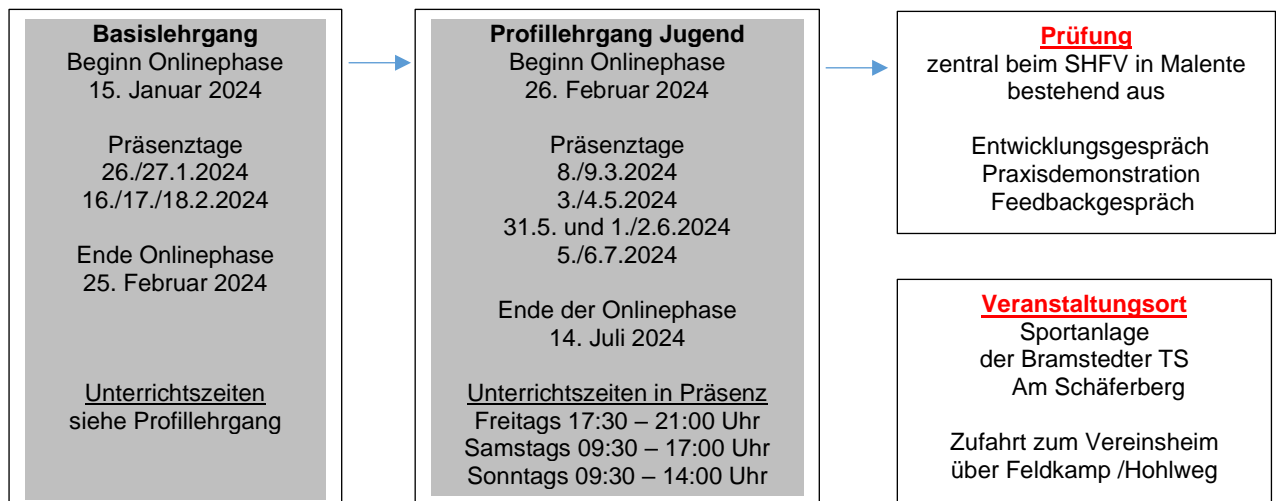 Basislehrgang
Beginn Onlinephase
15. Januar 2024
Präsenztage
26./27.1.2024
16./17./18.2.2024
Ende Onlinephase
25. Februar 2024
Unterrichtszeiten
siehe Profillehrgang
Profillehrgang Jugend
Beginn Onlinephase
26. Februar 2024
Präsenztage
8./9.3.2024
3./4.5.2024
31.5. und 1./2.6.2024
5./6.7.2024
Ende der Onlinephase
14. Juli 2024
Unterrichtszeiten in Präsenz
Freitags 17:30 – 21:00 Uhr
Samstags 09:30 – 17:00 Uhr
Sonntags 09:30 – 14:00 Uhr
Prüfung
zentral beim SHFV in Malente
bestehend aus
Entwicklungsgespräch
Praxisdemonstration
Feedbackgespräch
Veranstaltungsort
Sportanlage
der Bramstedter TS
Am Schäferberg
Zufahrt zum Vereinsheim
über Feldkamp /Hohlweg